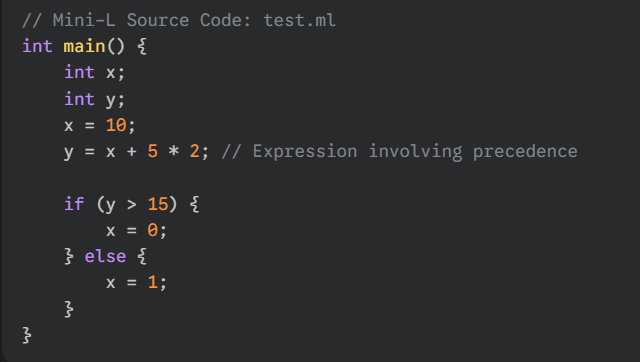 // Mini-L Source Code: test.ml
int main() {
    int x;
    int y;
    x = 10;
    y = x + 5 * 2; // Expression involving precedence

    if (y > 15) {
        x = 0;
    } else {
        x = 1;
    }
}